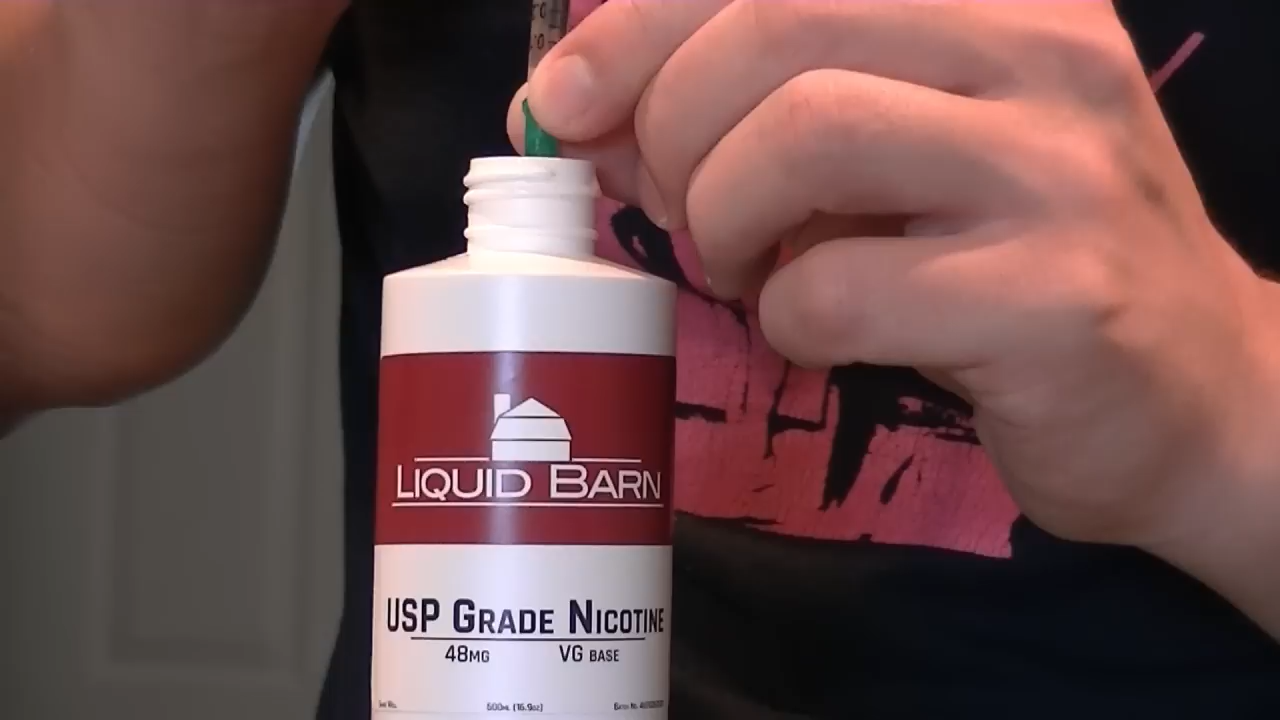 LIQUID BARN
USP GRADE NICOTINE
48MG VG BASE
500ML (16.9oz)